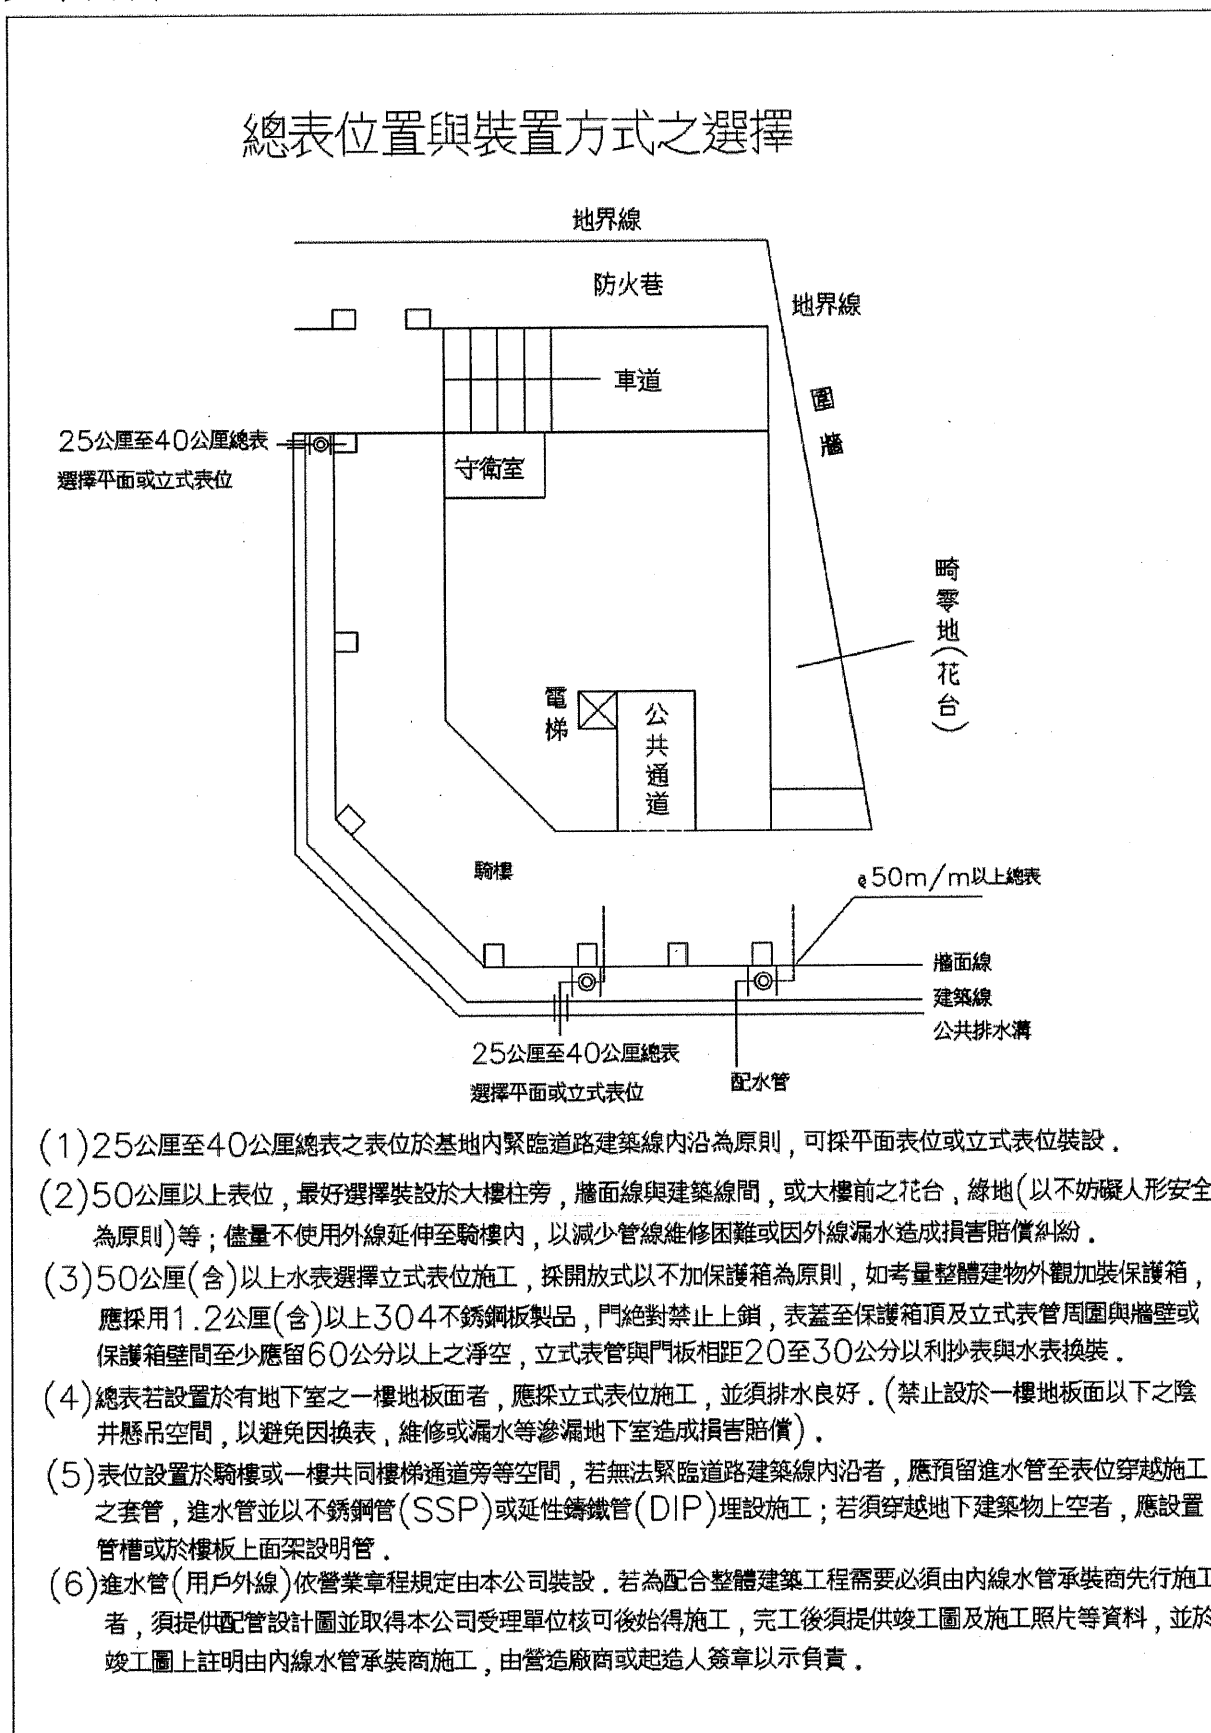 總表位置與裝置方式之選擇
地界線
防火巷
地界線
車道
圍牆
25公厘至40公厘總表
選擇平面或立式表位
守衛室
畸零地(花台)
電梯
公共通道
騎樓
50m/m以上總表
牆面線
建築線
公共排水溝
25公厘至40公厘總表
選擇平面或立式表位
配水管
(1)25公厘至40公厘總表之表位於基地內緊臨道路建築線內沿為原則,可採平面表位或立式表位裝設.
(2)50公厘以上表位,最好選擇裝設於大樓柱旁,牆面線與建築線間,或大樓前之花台,綠地(以不妨礙人形安全
為原則)等;儘量不使用外線延伸至騎樓內,以減少管線維修困難或因外線漏水造成損害賠償糾紛.
(3)50公厘(含)以上水表選擇立式表位施工,採開放式以不加保護箱為原則,如考量整體建物外觀加裝保護箱,
應採用1.2公厘(含)以上304不銹鋼板製品,門絕對禁止上鎖,表蓋至保護箱頂及立式表管周圍與牆壁或
保護箱壁間至少應留60公分以上之淨空,立式表管與門板相距20至30公分以利抄表與水表換裝.
(4)總表若設置於有地下室之一樓地板面者,應採立式表位施工,並須排水良好.(禁止設於一樓地板面以下之陰
井懸吊空間,以避免因換表,維修或漏水等滲漏地下室造成損害賠償).
(5)表位設置於騎樓或一樓共同樓梯通道旁等空間,若無法緊臨道路建築線內沿者,應預留進水管至表位穿越施工
之套管,進水管並以不銹鋼管(SSP)或延性鑄鐵管(DIP)埋設施工;若須穿越地下建築物上空者,應設置
管槽或於樓板上面架設明管.
(6)進水管(用戶外線)依營業章程規定由本公司裝設.若為配合整體建築工程需要必須由內線水管承裝商先行施工
者,須提供配管設計圖並取得本公司受理單位核可後始得施工,完工後須提供竣工圖及施工照片等資料,並於
竣工圖上註明由內線水管承裝商施工,由營造廠商或起造人簽章以示負責.